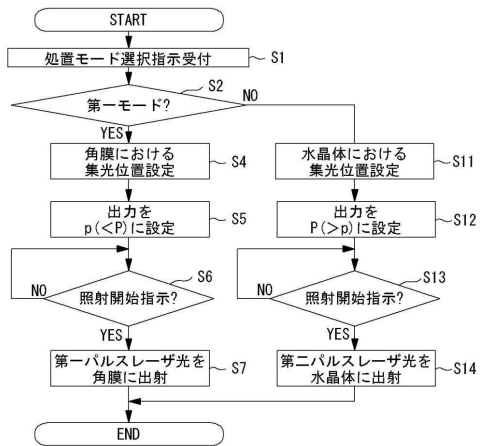 START
処置モード選択指示受付
S1
S2
第一モード?
NO
YES
角膜における
集光位置設定
S4
水晶体における
集光位置設定
S11
出力を
p(<P)に設定
S5
出力を
P(>p)に設定
S12
S6
照射開始指示?
NO
YES
S13
照射開始指示?
NO
YES
第一パルスレーザ光を
角膜に出射
S7
第二パルスレーザ光を
水晶体に出射
S14
END